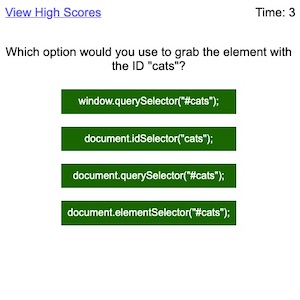 View High Scores
Time: 3
Which option would you use to grab the element with
the ID "cats"?
window.querySelector("#cats");
document.idSelector("cats");
document.querySelector("#cats");
document.elementSelector("#cats");